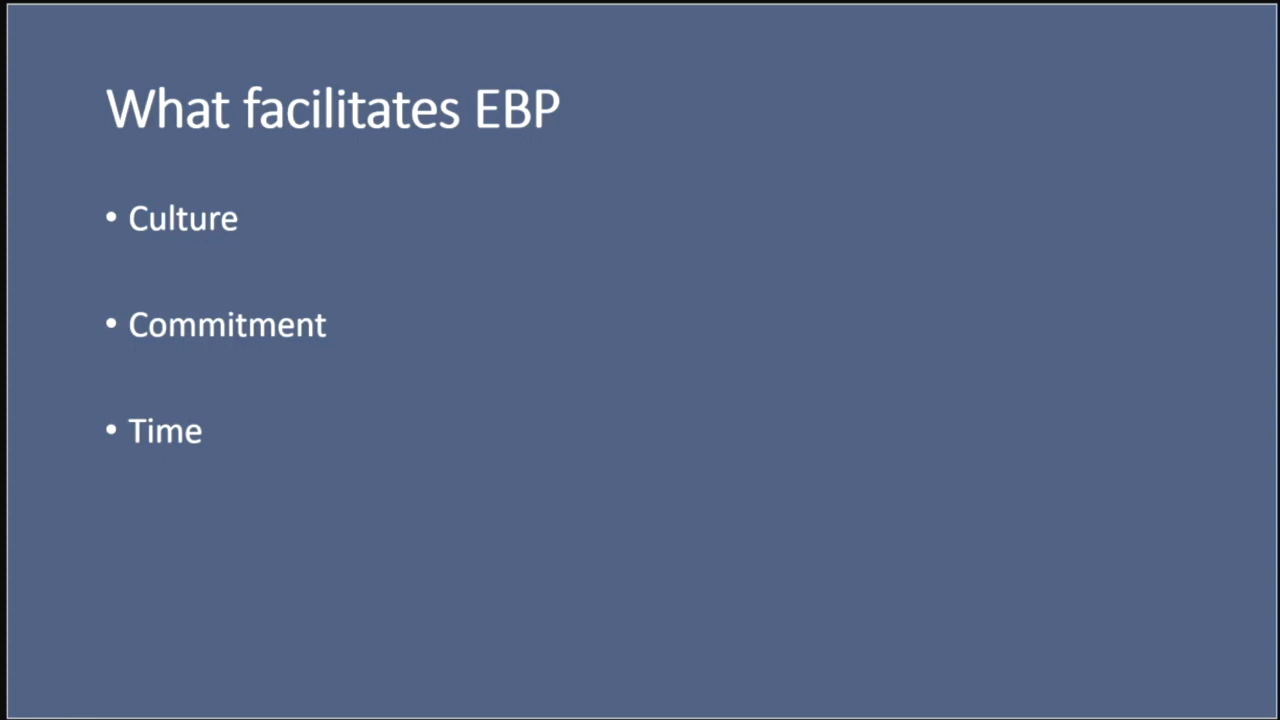 What facilitates EBP
• Culture
• Commitment
• Time